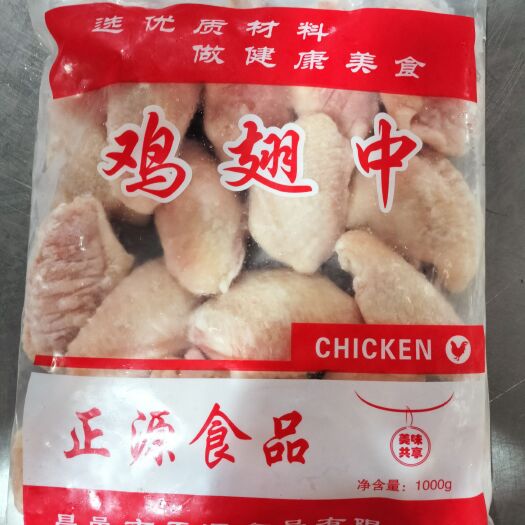 选优质材料
做健康美食
鸡翅中
CHICKEN
正源食品
美味
共享
净含量: 1000g